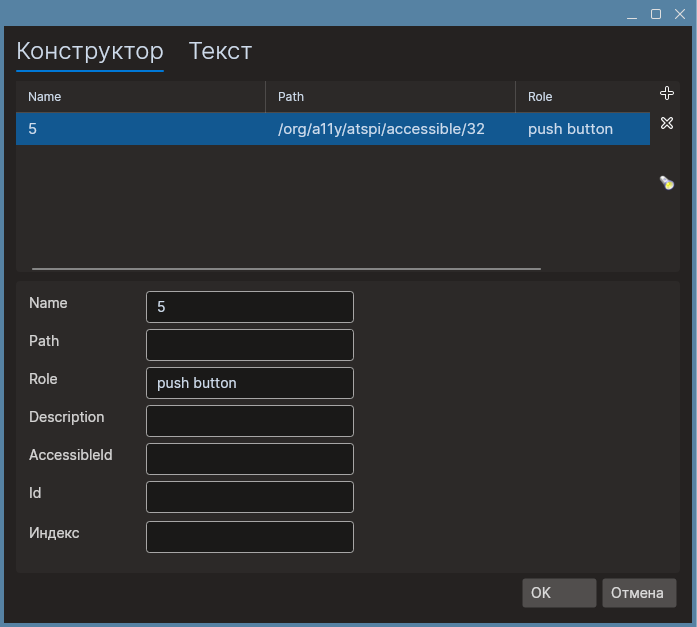 Конструктор Текст
Name Path Role
5 /org/a11y/atspi/accessible/32 push button
Name 5
Path
Role push button
Description
AccessibleId
Id
Индекс
OK Отмена